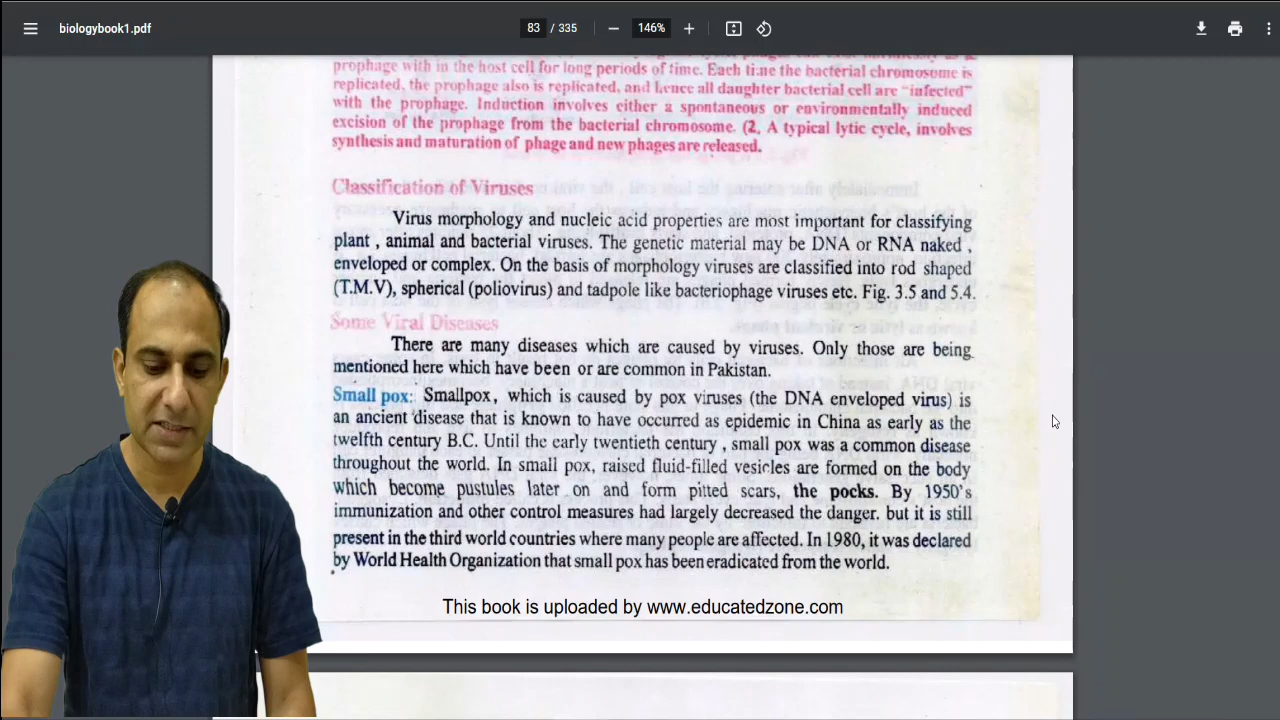 biologybook1.pdf
83 / 335
146%
prophage with in the host cell for long periods of time. Each time the bacterial chromosome is
replicated, the prophage also is replicated, and hence all daughter bacterial cell are “infected”
with the prophage. Induction involves either a spontaneous or environmentally induced
excision of the prophage from the bacterial chromosome. (2, A typical lytic cycle, involves
synthesis and maturation of phage and new phages are released.
Classification of Viruses
Virus morphology and nucleic acid properties are most important for classifying
plant , animal and bacterial viruses. The genetic material may be DNA or RNA naked ,
enveloped or complex. On the basis of morphology viruses are classified into rod shaped
(T.M.V), spherical (poliovirus) and tadpole like bacteriophage viruses etc. Fig. 3.5 and 5.4.
Some Viral Diseases
There are many diseases which are caused by viruses. Only those are being
mentioned here which have been or are common in Pakistan.
Small pox: Smallpox, which is caused by pox viruses (the DNA enveloped virus) is
an ancient disease that is known to have occurred as epidemic in China as early as the
twelfth century B.C. Until the early twentieth century , small pox was a common disease
throughout the world. In small pox, raised fluid-filled vesicles are formed on the body
which become pustules later on and form pitted scars, the pocks. By 1950's
immunization and other control measures had largely decreased the danger. but it is still
present in the third world countries where many people are affected. In 1980, it was declared
by World Health Organization that small pox has been eradicated from the world.
This book is uploaded by www.educatedzone.com